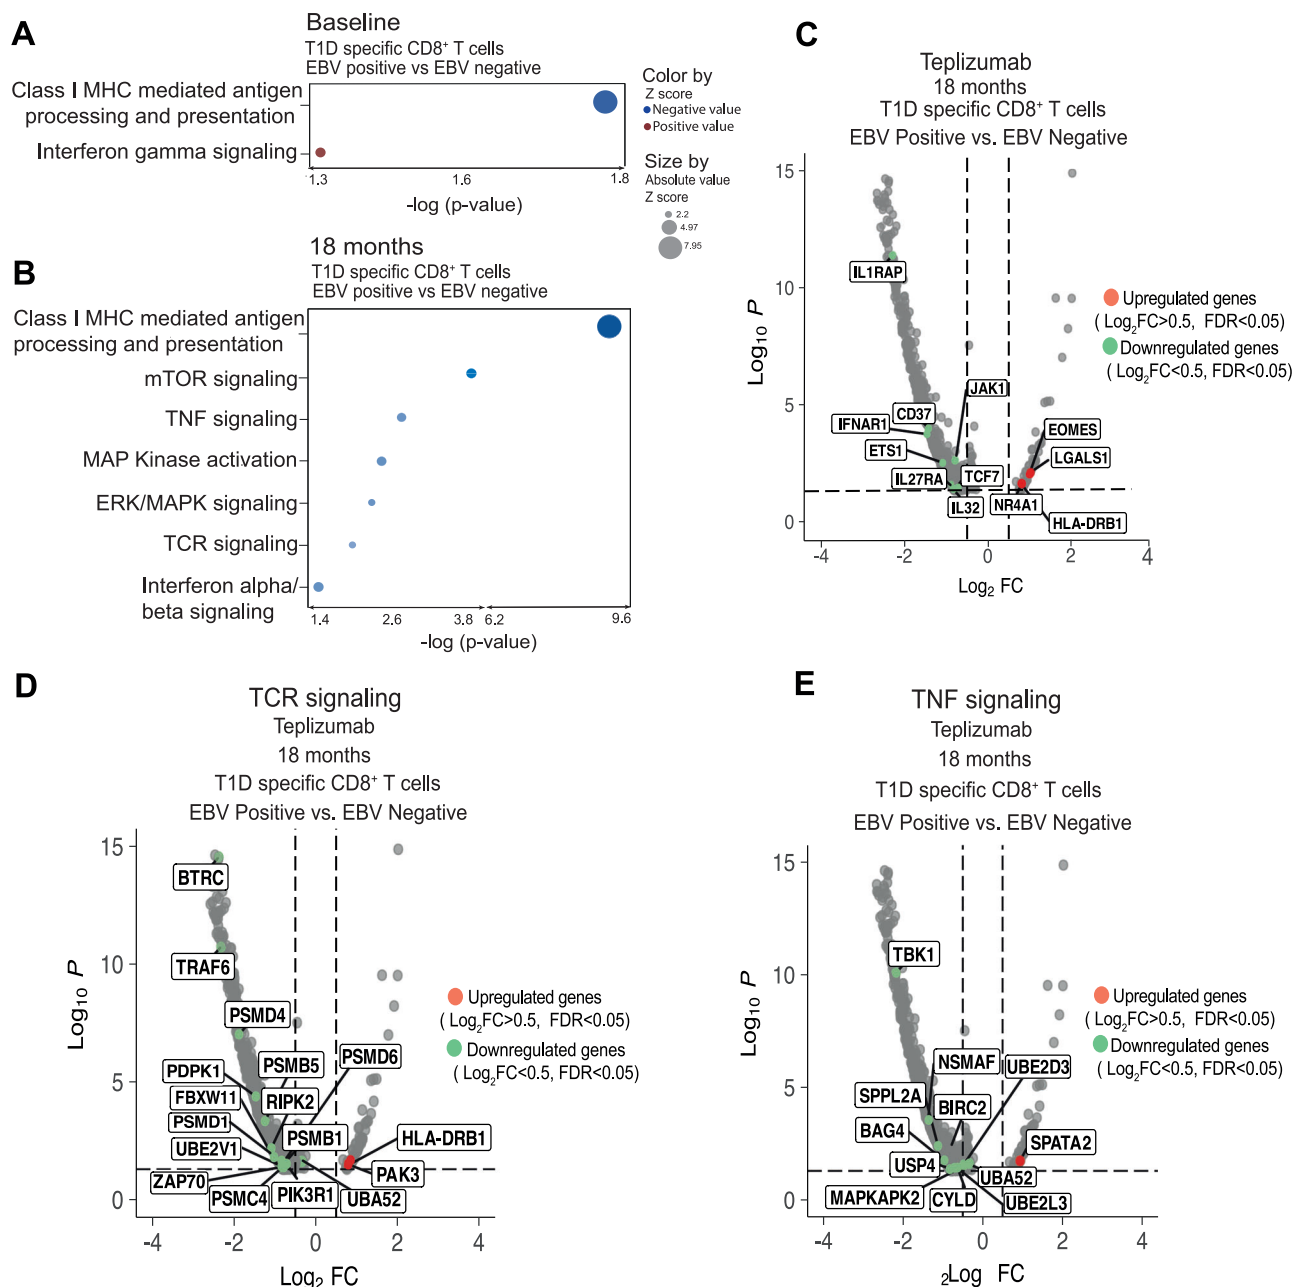 A
Baseline
T1D specific CD8+ T cells
EBV positive vs EBV negative
Class I MHC mediated antigen
processing and presentation
Interferon gamma signaling
1.3
1.6
1.8
-log (p-value)
Color by
Z score
Negative value
Positive value
Size by
Absolute value
Z score
2.2
4.97
7.95
B
18 months
T1D specific CD8+ T cells
EBV positive vs EBV negative
Class I MHC mediated antigen
processing and presentation
mTOR signaling
TNF signaling
MAP Kinase activation
ERK/MAPK signaling
TCR signaling
Interferon alpha/
beta signaling
1.4
2.6
3.8
6.2
9.6
-log (p-value)
C
Teplizumab
18 months
T1D specific CD8+ T cells
EBV Positive vs. EBV Negative
15
10
5
0
Log10 P
IL1RAP
JAK1
CD37
IFNAR1
EOMES
ETS1
LGALS1
IL27RA
TCF7
IL32
NR4A1
HLA-DRB1
-4
-2
0
2
4
Log2 FC
Upregulated genes
( Log2FC>0.5, FDR<0.05)
Downregulated genes
( Log2FC<0.5, FDR<0.05)
D
TCR signaling
Teplizumab
18 months
T1D specific CD8+ T cells
EBV Positive vs. EBV Negative
15
10
5
0
Log10 P
BTRC
TRAF6
PSMD4
PSMB5
PSMD6
PDPK1
FBXW11
RIPK2
PSMD1
PSMB1
HLA-DRB1
UBE2V1
ZAP70
PAK3
PSMC4
PIK3R1
UBA52
-4
-2
0
2
4
Log2 FC
Upregulated genes
( Log2FC>0.5, FDR<0.05)
Downregulated genes
( Log2FC<0.5, FDR<0.05)
E
TNF signaling
Teplizumab
18 months
T1D specific CD8+ T cells
EBV Positive vs. EBV Negative
15
10
5
0
Log10 P
TBK1
NSMAF
UBE2D3
SPPL2A
BIRC2
BAG4
SPATA2
USP4
UBA52
MAPKAPK2
CYLD
UBE2L3
-4
-2
0
2
4
2Log FC
Upregulated genes
( Log2FC>0.5, FDR<0.05)
Downregulated genes
( Log2FC<0.5, FDR<0.05)